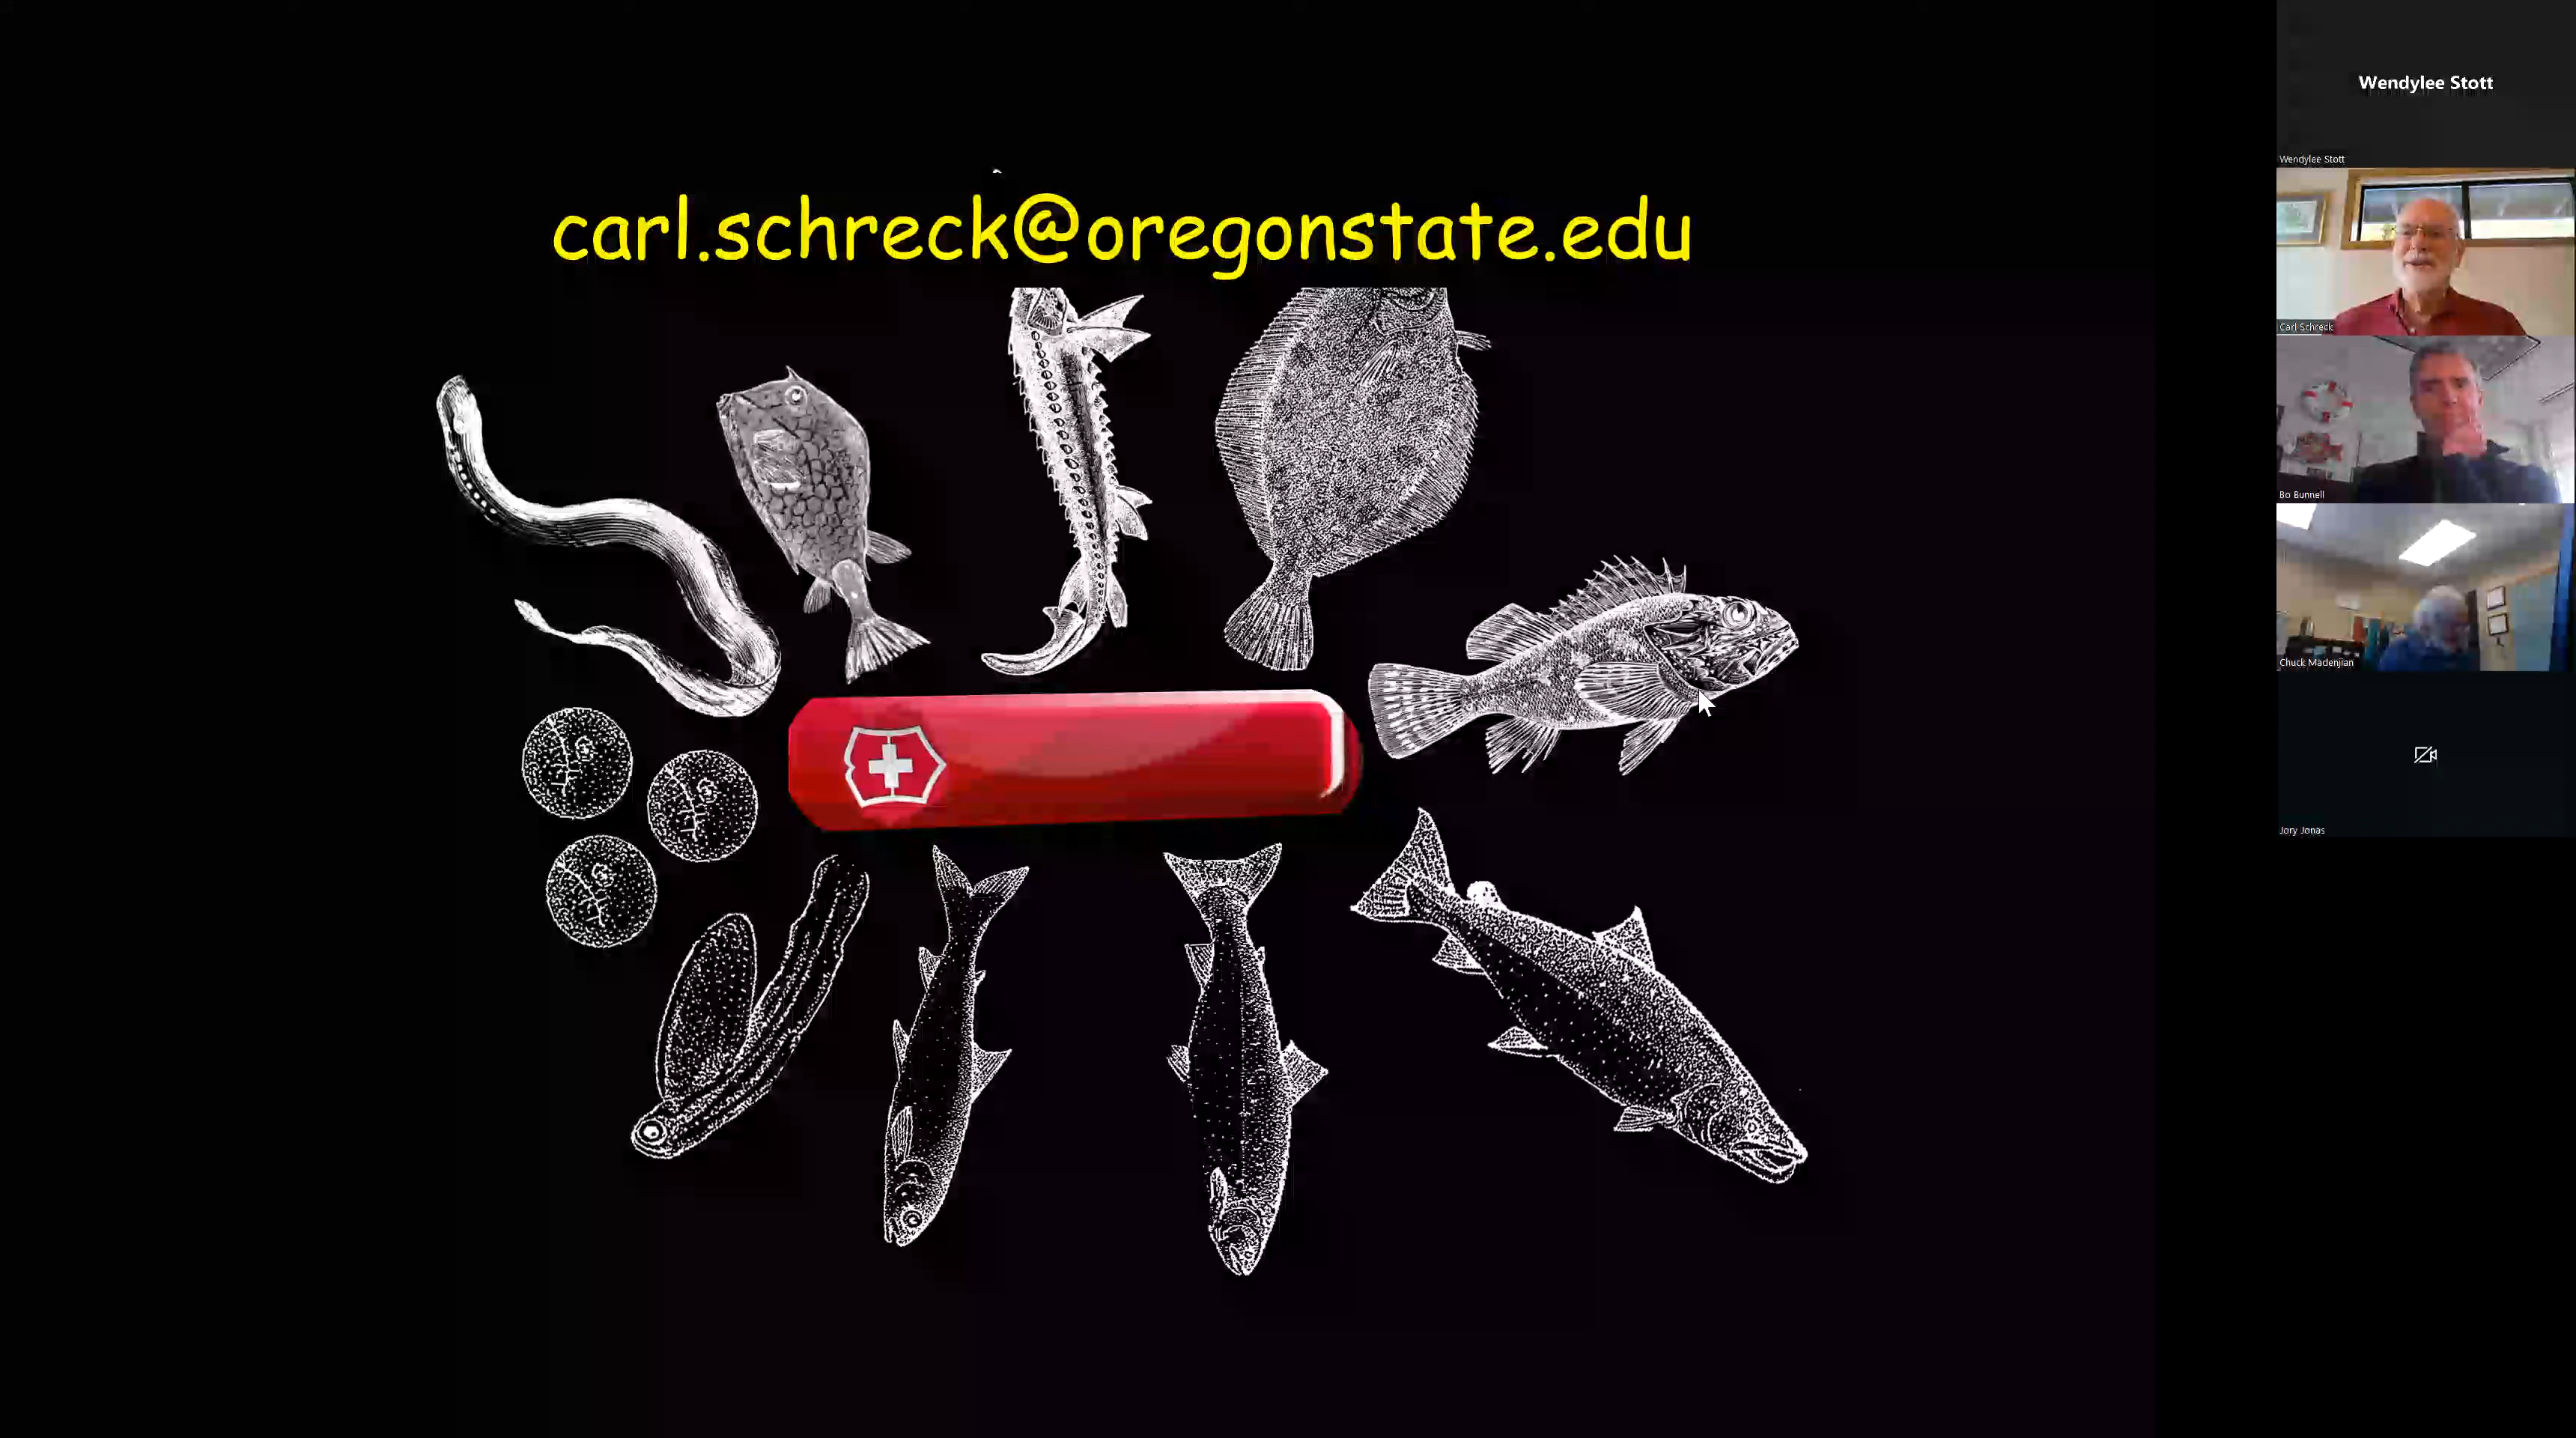 carl.schreck@oregonstate.edu
Wendylee Stott
Wendylee Stott
Carl Schreck
Bo Bunnell
Chuck Madenjian
Jory Jonas